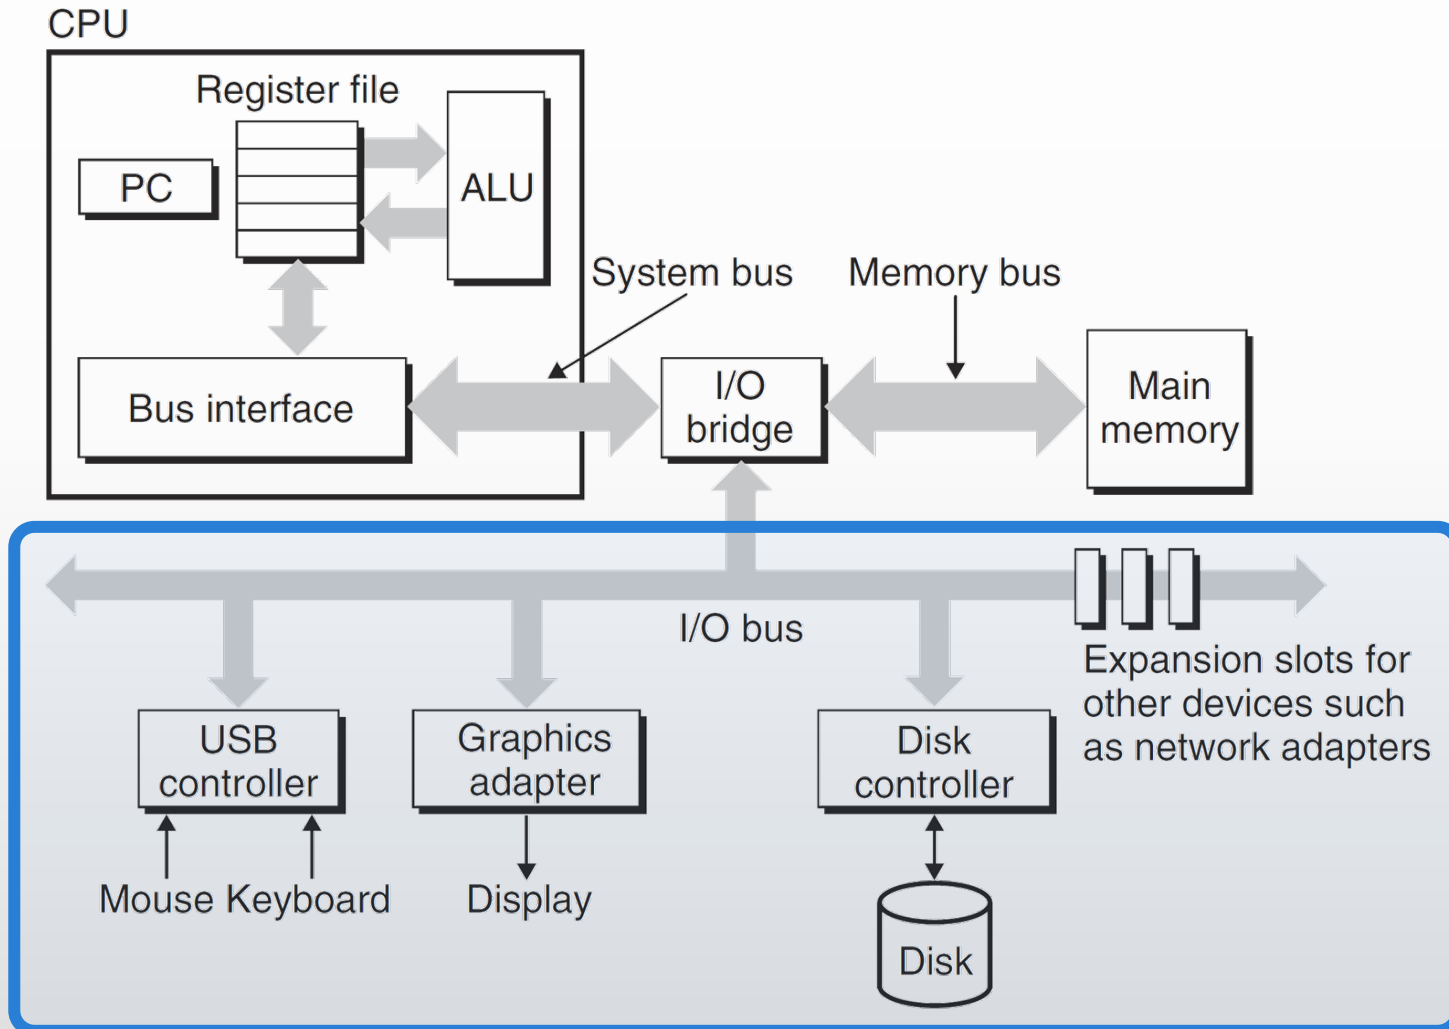 CPU
Register file
PC
ALU
System bus
Memory bus
Bus interface
I/O
bridge
Main
memory
I/O bus
Expansion slots for
other devices such
as network adapters
USB
controller
Graphics
adapter
Disk
controller
Mouse Keyboard
Display
Disk